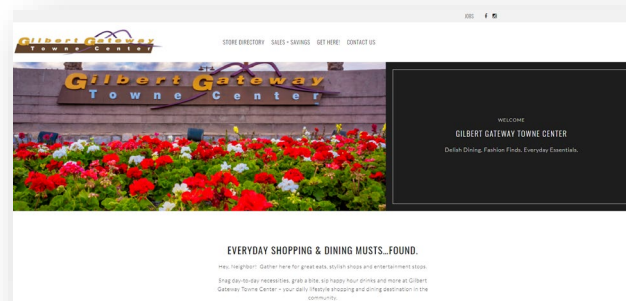 JOBS
Gilbert Gateway
Towne Center
STORE DIRECTORY SALES + SAVINGS GET HERE! CONTACT US
Gilbert Gateway
Towne Center
WELCOME
GILBERT GATEWAY TOWNE CENTER
Delish Dining. Fashion Finds. Everyday Essentials.
EVERYDAY SHOPPING & DINING MUSTS...FOUND.
Hey, Neighbor! Gather here for great eats, stylish shops and entertainment stops.
Snag day-to-day necessities, grab a bite, sip happy hour drinks and more at Gilbert
Gateway Towne Center – your daily lifestyle shopping and dining destination in the
community.